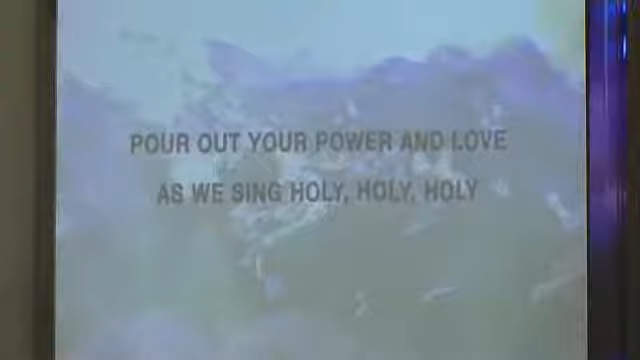 POUR OUT YOUR POWER AND LOVE
AS WE SING HOLY, HOLY, HOLY